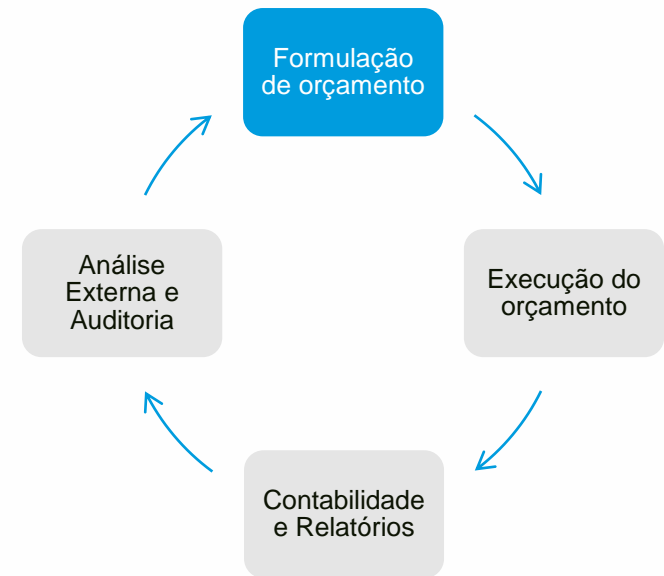 Formulação
de orçamento
Execução do
orçamento
Contabilidade
e Relatórios
Análise
Externa e
Auditoria